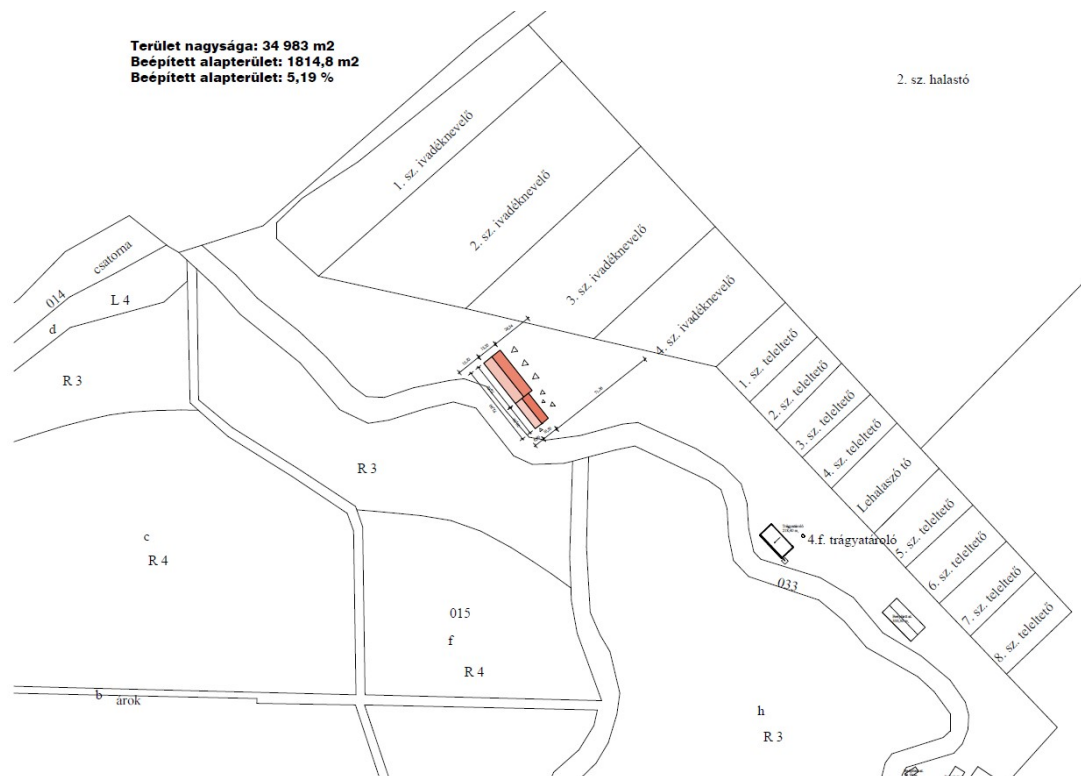 Terület nagysága: 34 983 m2
Beépített alapterület: 1814,8 m2
Beépített alapterület: 5,19 %
2. sz. halastó
1. sz. ivadéknevelő
2. sz. ivadéknevelő
3. sz. ivadéknevelő
4. sz. ivadéknevelő
csatorna
014
L 4
d
R 3
1. sz. teleltető
2. sz. teleltető
3. sz. teleltető
4. sz. teleltető
Lehalaszó tó
5. sz. teleltető
6. sz. teleltető
7. sz. teleltető
8. sz. teleltető
R 3
c
R 4
4.f. trágyatároló
033
015
f
R 4
b
árok
h
R 3